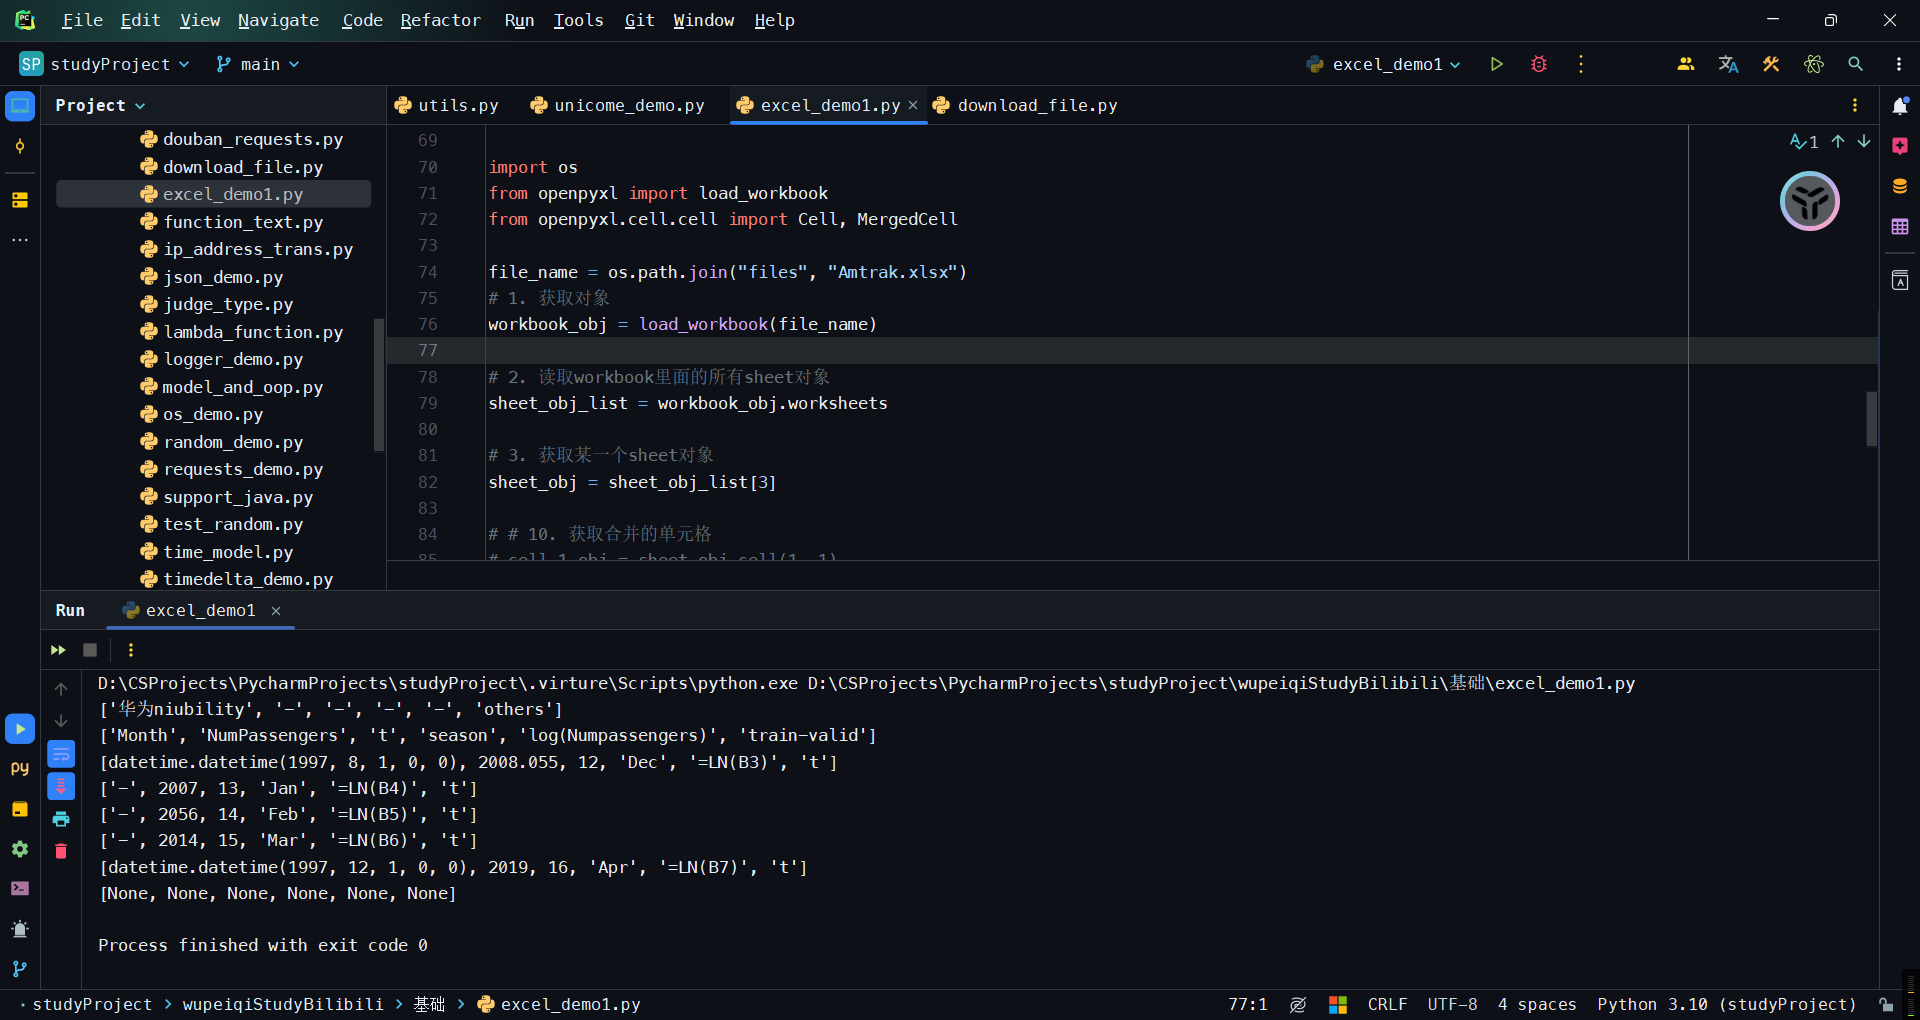 File Edit View Navigate Code Refactor Run Tools Git Window Help
SP studyProject main excel_demo1
Project utils.py unicome_demo.py excel_demo1.py download_file.py
douban_requests.py
download_file.py
excel_demo1.py
function_text.py
ip_address_trans.py
json_demo.py
judge_type.py
lambda_function.py
logger_demo.py
model_and_oop.py
os_demo.py
random_demo.py
requests_demo.py
support_java.py
test_random.py
time_model.py
timedelta_demo.py
1
69
70 import os
71 from openpyxl import load_workbook
72 from openpyxl.cell.cell import Cell, MergedCell
73
74 file_name = os.path.join("files", "Amtrak.xlsx")
75 # 1. 获取对象
76 workbook_obj = load_workbook(file_name)
77
78 # 2. 读取workbook里面的所有sheet对象
79 sheet_obj_list = workbook_obj.worksheets
80
81 # 3. 获取某一个sheet对象
82 sheet_obj = sheet_obj_list[3]
83
84 # # 10. 获取合并的单元格
85 # cell_1_obj = sheet_obj.cell(1, 1)
Run excel_demo1
D:\CSProjects\PycharmProjects\studyProject\.virture\Scripts\python.exe D:\CSProjects\PycharmProjects\studyProject\wupeiqiStudyBilibili\基础\excel_demo1.py
['华为niubility', '-', '-', '-', '-', 'others']
['Month', 'NumPassengers', 't', 'season', 'log(Numpassengers)', 'train-valid']
[datetime.datetime(1997, 8, 1, 0, 0), 2008.055, 12, 'Dec', '=LN(B3)', 't']
['-', 2007, 13, 'Jan', '=LN(B4)', 't']
['-', 2056, 14, 'Feb', '=LN(B5)', 't']
['-', 2014, 15, 'Mar', '=LN(B6)', 't']
[datetime.datetime(1997, 12, 1, 0, 0), 2019, 16, 'Apr', '=LN(B7)', 't']
[None, None, None, None, None, None]
Process finished with exit code 0
studyProject > wupeiqiStudyBilibili > 基础 > excel_demo1.py 77:1 CRLF UTF-8 4 spaces Python 3.10 (studyProject)